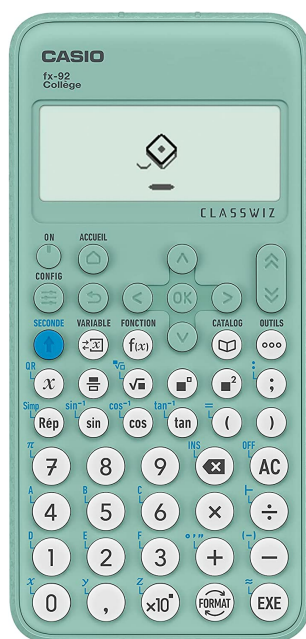 CASIO
fx-92
Collège
CLASSWIZ
ON ACCUEIL
CONFIG
OK
SECONDE VARIABLE FONCTION CATALOG OUTILS
x f(x)
QR
x √ ;
Simp sin⁻¹ cos⁻¹ tan⁻¹ =
Rép sin cos tan ( )
π INS OFF
7 8 9 AC
A B C
4 5 6 × ÷
D E F ° ' " (−)
1 2 3 + −
x y z ≈
0 , ×10 FORMAT EXE